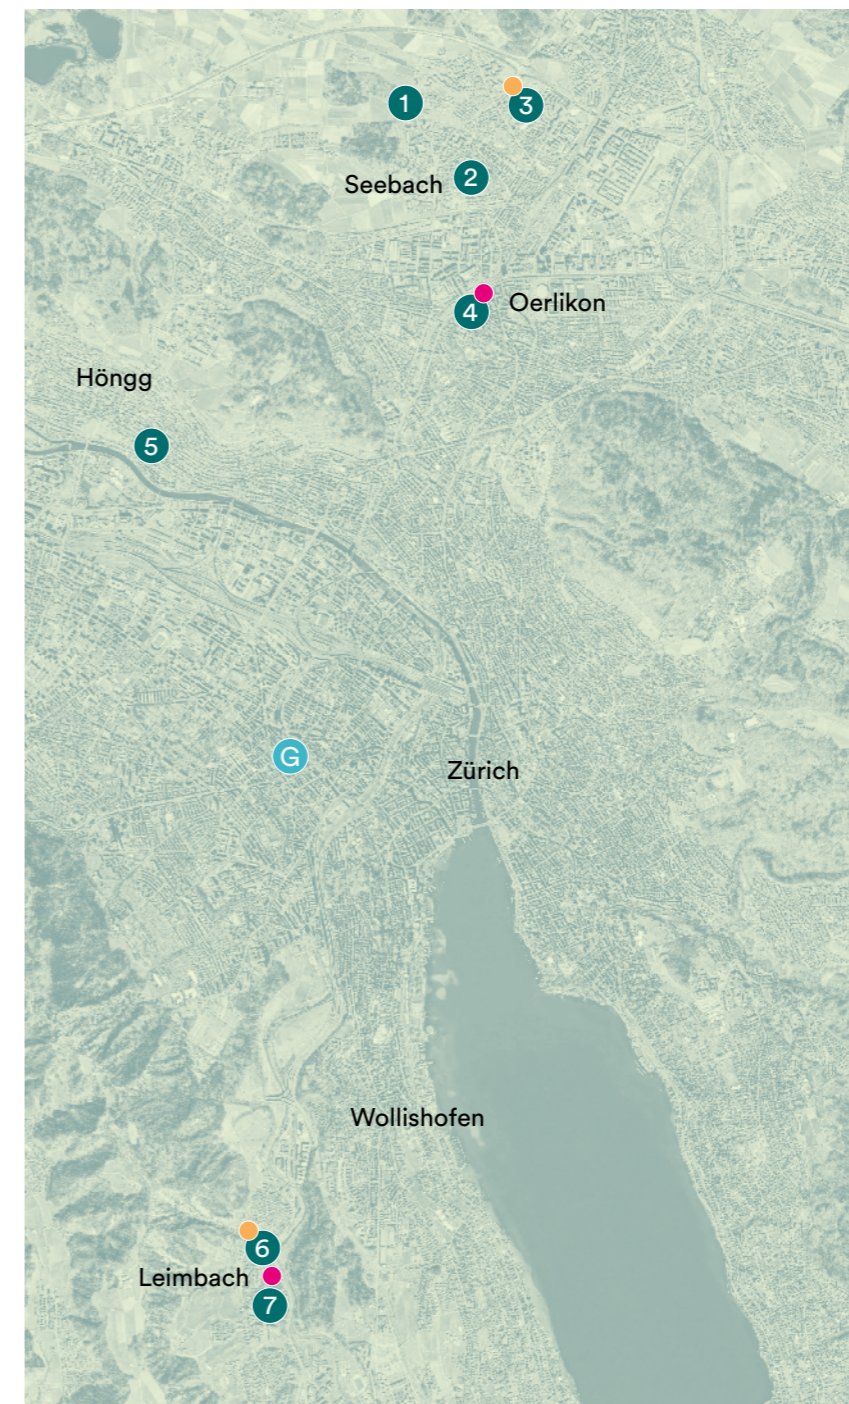 1
3
Seebach 2
4 Oerlikon
Höngg
5
G
Zürich
Wollishofen
6
Leimbach
7